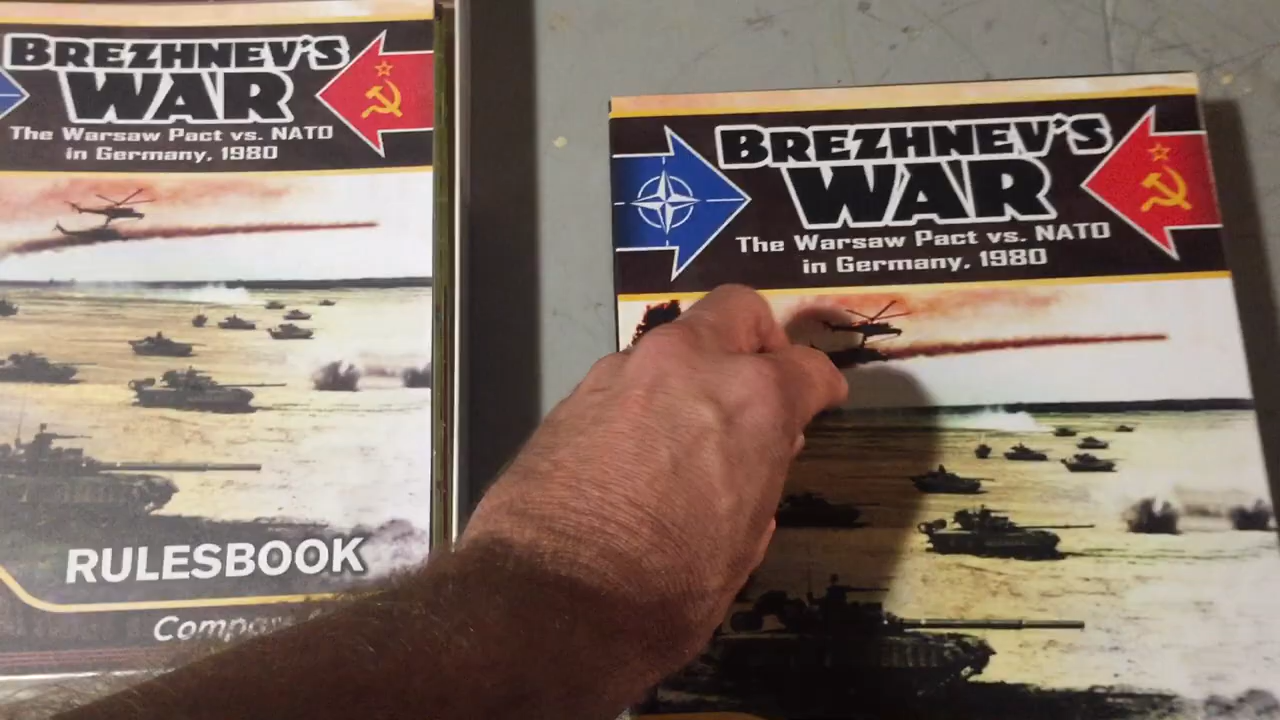 BREZHNEV'S
WAR
The Warsaw Pact vs. NATO
in Germany, 1980
RULESBOOK
BREZHNEV'S
WAR
The Warsaw Pact vs. NATO
in Germany, 1980